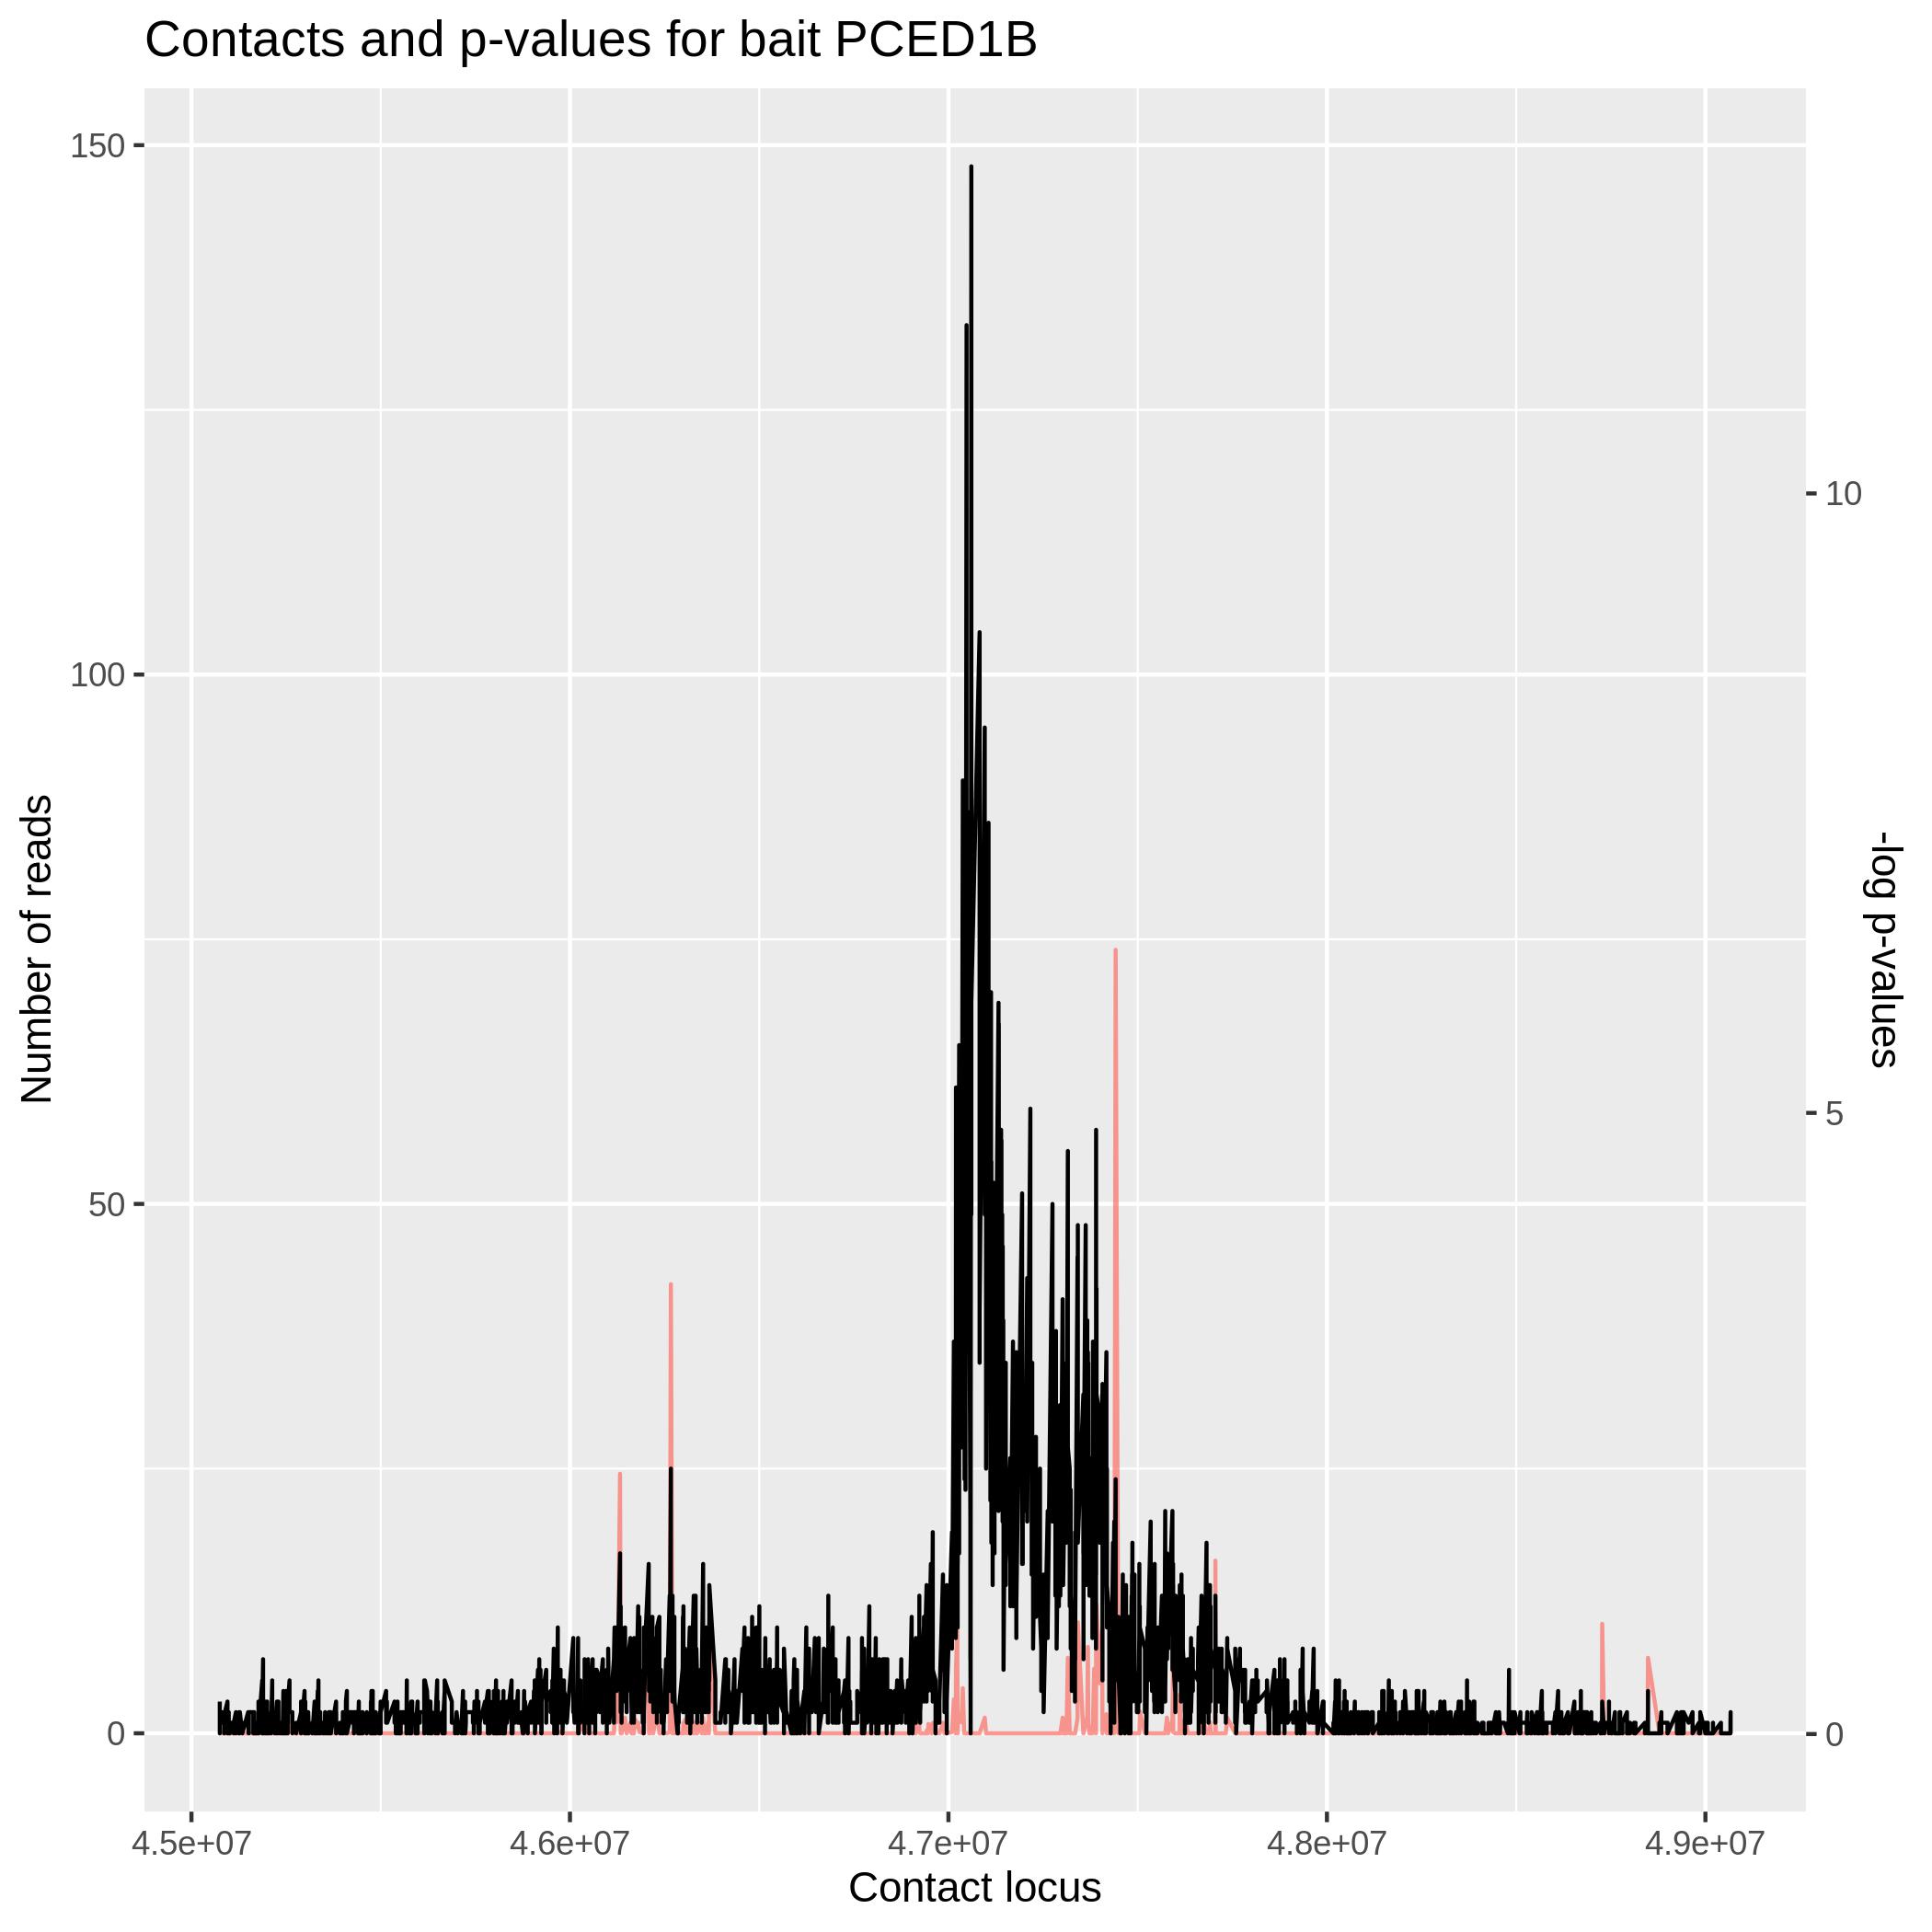 Contacts and p-values for bait PCED1B
150
100
50
0
Number of reads
10
5
0
-log p-values
4.5e+07
4.6e+07
4.7e+07
4.8e+07
4.9e+07
Contact locus